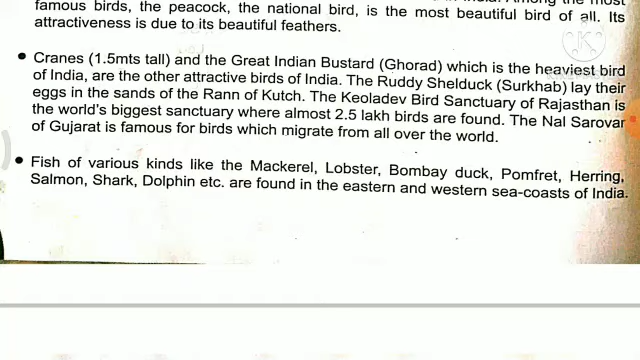 famous birds, the peacock, the national bird, is the most beautiful bird of all. Its
attractiveness is due to its beautiful feathers.
• Cranes (1.5mts tall) and the Great Indian Bustard (Ghorad) which is the heaviest bird
of India, are the other attractive birds of India. The Ruddy Shelduck (Surkhab) lay their
eggs in the sands of the Rann of Kutch. The Keoladev Bird Sanctuary of Rajasthan is
the world's biggest sanctuary where almost 2.5 lakh birds are found. The Nal Sarovar
of Gujarat is famous for birds which migrate from all over the world.
• Fish of various kinds like the Mackerel, Lobster, Bombay duck, Pomfret, Herring,
Salmon, Shark, Dolphin etc. are found in the eastern and western sea-coasts of India.